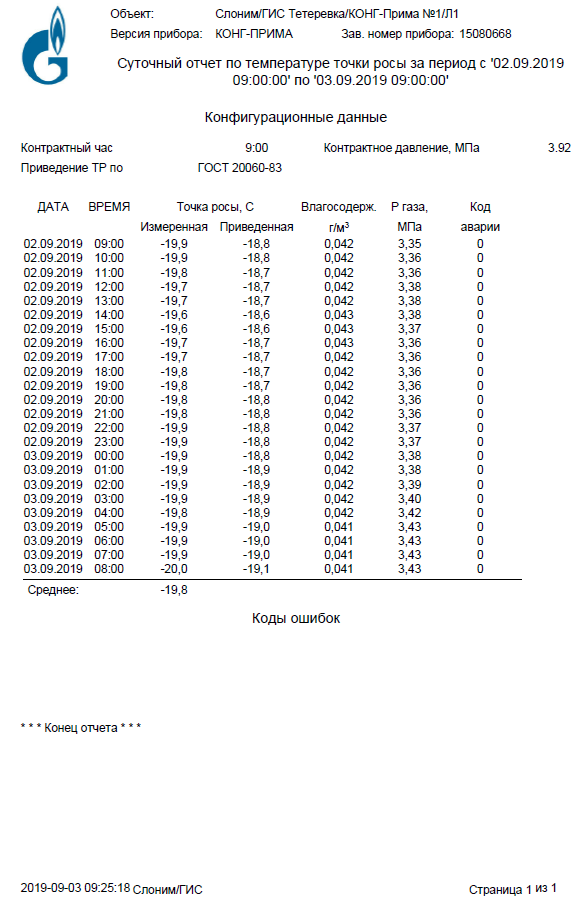 Объект: Слоним/ГИС Тетеревка/КОНГ-Прима №1/Л1
Версия прибора: КОНГ-ПРИМА Зав. номер прибора: 15080668
Суточный отчет по температуре точки росы за период с '02.09.2019
09:00:00' по '03.09.2019 09:00:00'
Конфигурационные данные
Контрактный час 9:00 Контрактное давление, МПа 3.92
Приведение ТР по ГОСТ 20060-83
ДАТА ВРЕМЯ Точка росы, С Влагосодерж. Р газа, Код
Измеренная Приведенная г/м³ МПа аварии
02.09.2019 09:00 -19,9 -18,8 0,042 3,35 0
02.09.2019 10:00 -19,9 -18,8 0,042 3,36 0
02.09.2019 11:00 -19,8 -18,7 0,042 3,36 0
02.09.2019 12:00 -19,7 -18,7 0,042 3,38 0
02.09.2019 13:00 -19,7 -18,7 0,042 3,38 0
02.09.2019 14:00 -19,6 -18,6 0,043 3,38 0
02.09.2019 15:00 -19,6 -18,6 0,043 3,37 0
02.09.2019 16:00 -19,7 -18,7 0,043 3,36 0
02.09.2019 17:00 -19,7 -18,7 0,042 3,36 0
02.09.2019 18:00 -19,8 -18,7 0,042 3,36 0
02.09.2019 19:00 -19,8 -18,7 0,042 3,36 0
02.09.2019 20:00 -19,8 -18,8 0,042 3,36 0
02.09.2019 21:00 -19,8 -18,8 0,042 3,36 0
02.09.2019 22:00 -19,9 -18,8 0,042 3,37 0
02.09.2019 23:00 -19,9 -18,8 0,042 3,37 0
03.09.2019 00:00 -19,9 -18,8 0,042 3,38 0
03.09.2019 01:00 -19,9 -18,9 0,042 3,38 0
03.09.2019 02:00 -19,9 -18,9 0,042 3,39 0
03.09.2019 03:00 -19,9 -18,9 0,042 3,40 0
03.09.2019 04:00 -19,8 -18,9 0,042 3,42 0
03.09.2019 05:00 -19,9 -19,0 0,041 3,43 0
03.09.2019 06:00 -19,9 -19,0 0,041 3,43 0
03.09.2019 07:00 -19,9 -19,0 0,041 3,43 0
03.09.2019 08:00 -20,0 -19,1 0,041 3,43 0
Среднее: -19,8
Коды ошибок
* * * Конец отчета * * *
2019-09-03 09:25:18 Слоним/ГИС Страница 1 из 1